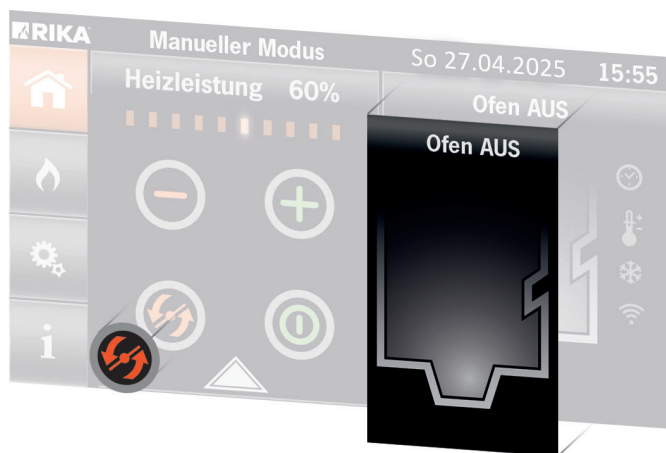 RIKA
Manueller Modus
So 27.04.2025 15:55
Heizleistung 60%
Ofen AUS
Ofen AUS
i